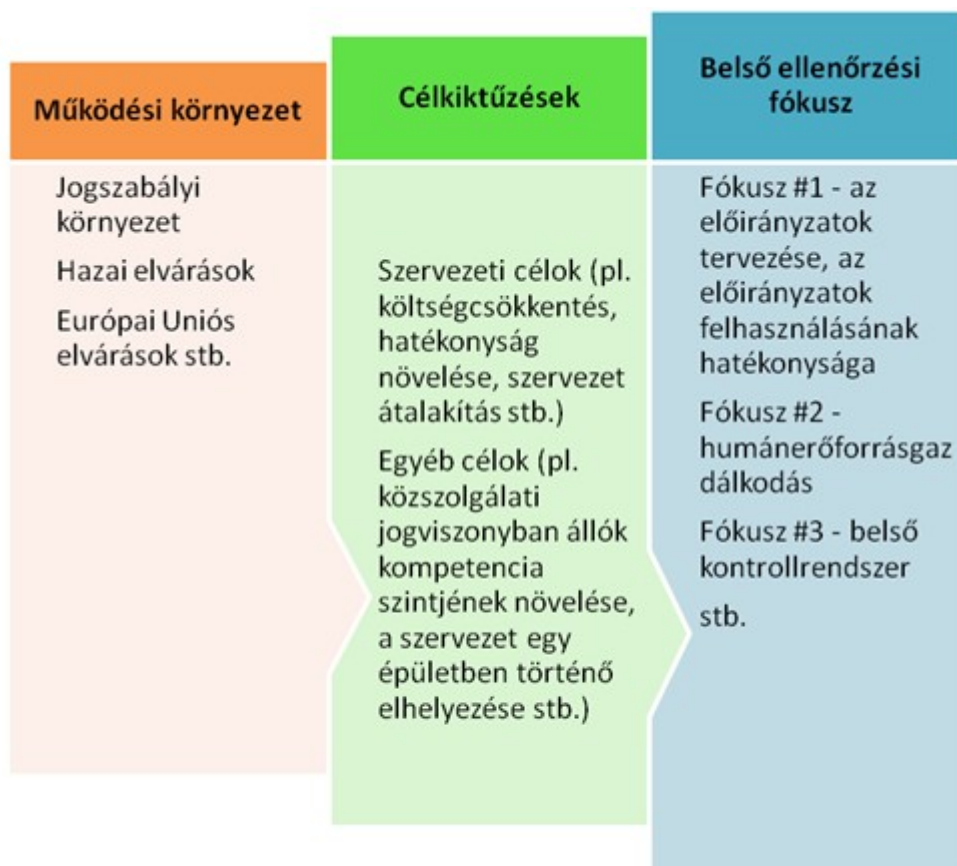 Működési környezet
Jogszabályi
környezet
Hazai elvárások
Európai Uniós
elvárások stb.
Célkitűzések
Szervezeti célok (pl.
költségcsökkentés,
hatékonyság
növelése, szervezet
átalakítás stb.)
Egyéb célok (pl.
közszolgálati
jogviszonyban állók
kompetencia
szintjének növelése,
a szervezet egy
épületben történő
elhelyezése stb.)
Belső ellenőrzési
fókusz
Fókusz #1 - az
előirányzatok
tervezése, az
előirányzatok
felhasználásának
hatékonysága
Fókusz #2 -
humánerőforrásgaz
dálkodás
Fókusz #3 - belső
kontrollrendszer
stb.